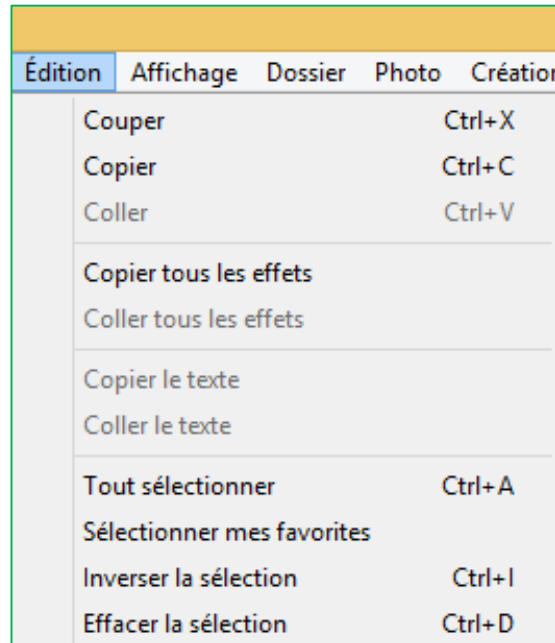 Édition Affichage Dossier Photo Création
Couper Ctrl+X
Copier Ctrl+C
Coller Ctrl+V
Copier tous les effets
Coller tous les effets
Copier le texte
Coller le texte
Tout sélectionner Ctrl+A
Sélectionner mes favorites
Inverser la sélection Ctrl+I
Effacer la sélection Ctrl+D